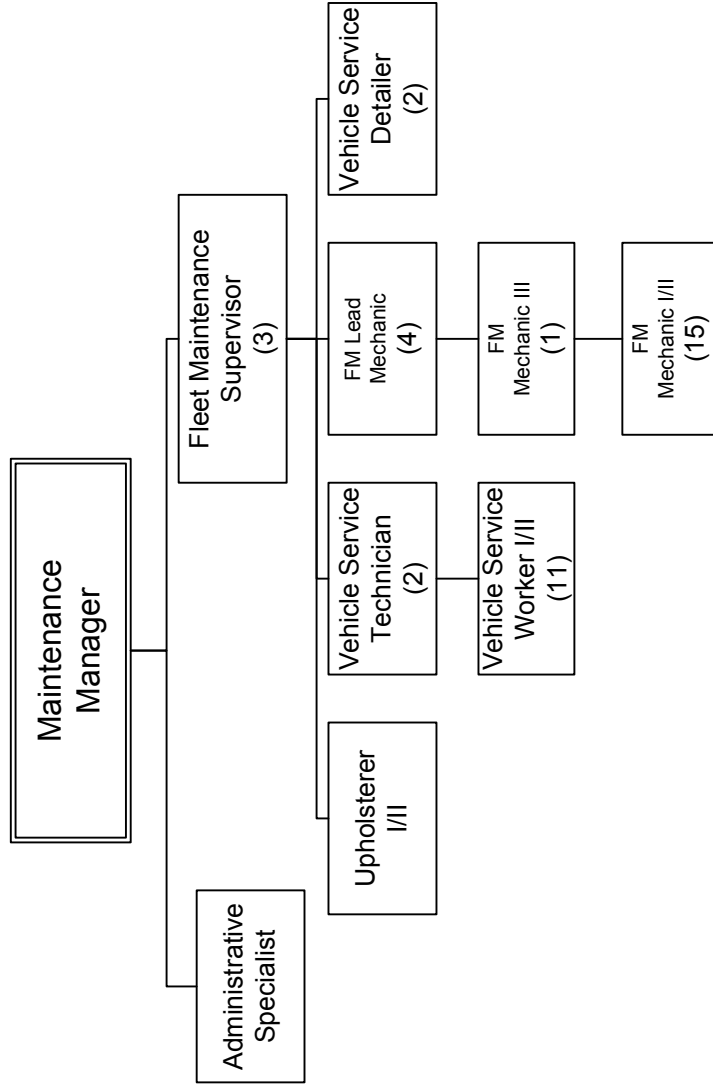 Maintenance
Manager
Administrative
Specialist
Fleet Maintenance
Supervisor
(3)
Upholsterer
I/II
Vehicle Service
Technician
(2)
FM Lead
Mechanic
(4)
Vehicle Service
Detailer
(2)
Vehicle Service
Worker I/II
(11)
FM
Mechanic III
(1)
FM
Mechanic I/II
(15)